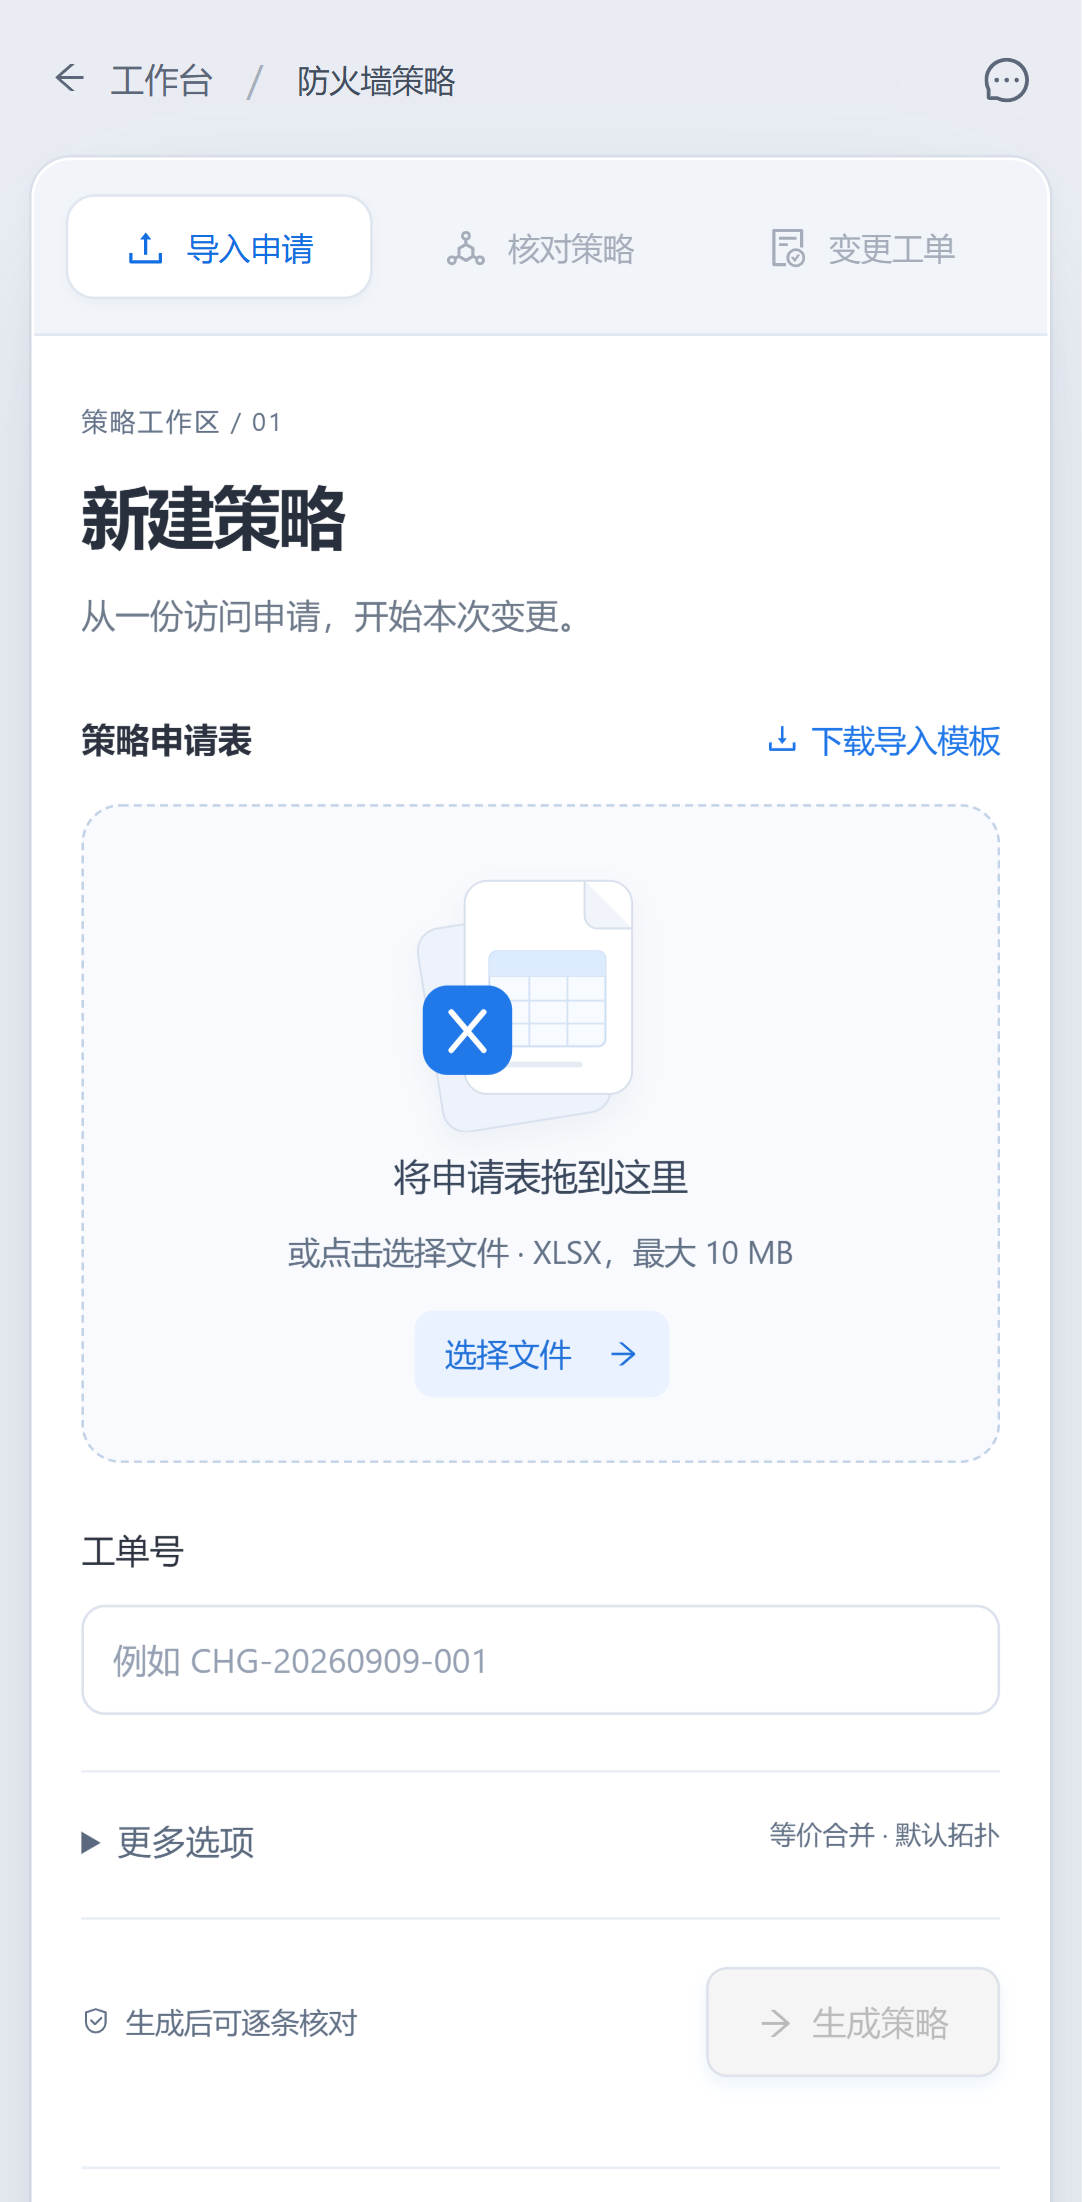 工作台 / 防火墙策略
导入申请 核对策略 变更工单
策略工作区 / 01
新建策略
从一份访问申请，开始本次变更。
策略申请表 下载导入模板
X
将申请表拖到这里
或点击选择文件 · XLSX，最大 10 MB
选择文件
工单号
例如 CHG-20260909-001
更多选项 等价合并 · 默认拓扑
生成后可逐条核对 生成策略